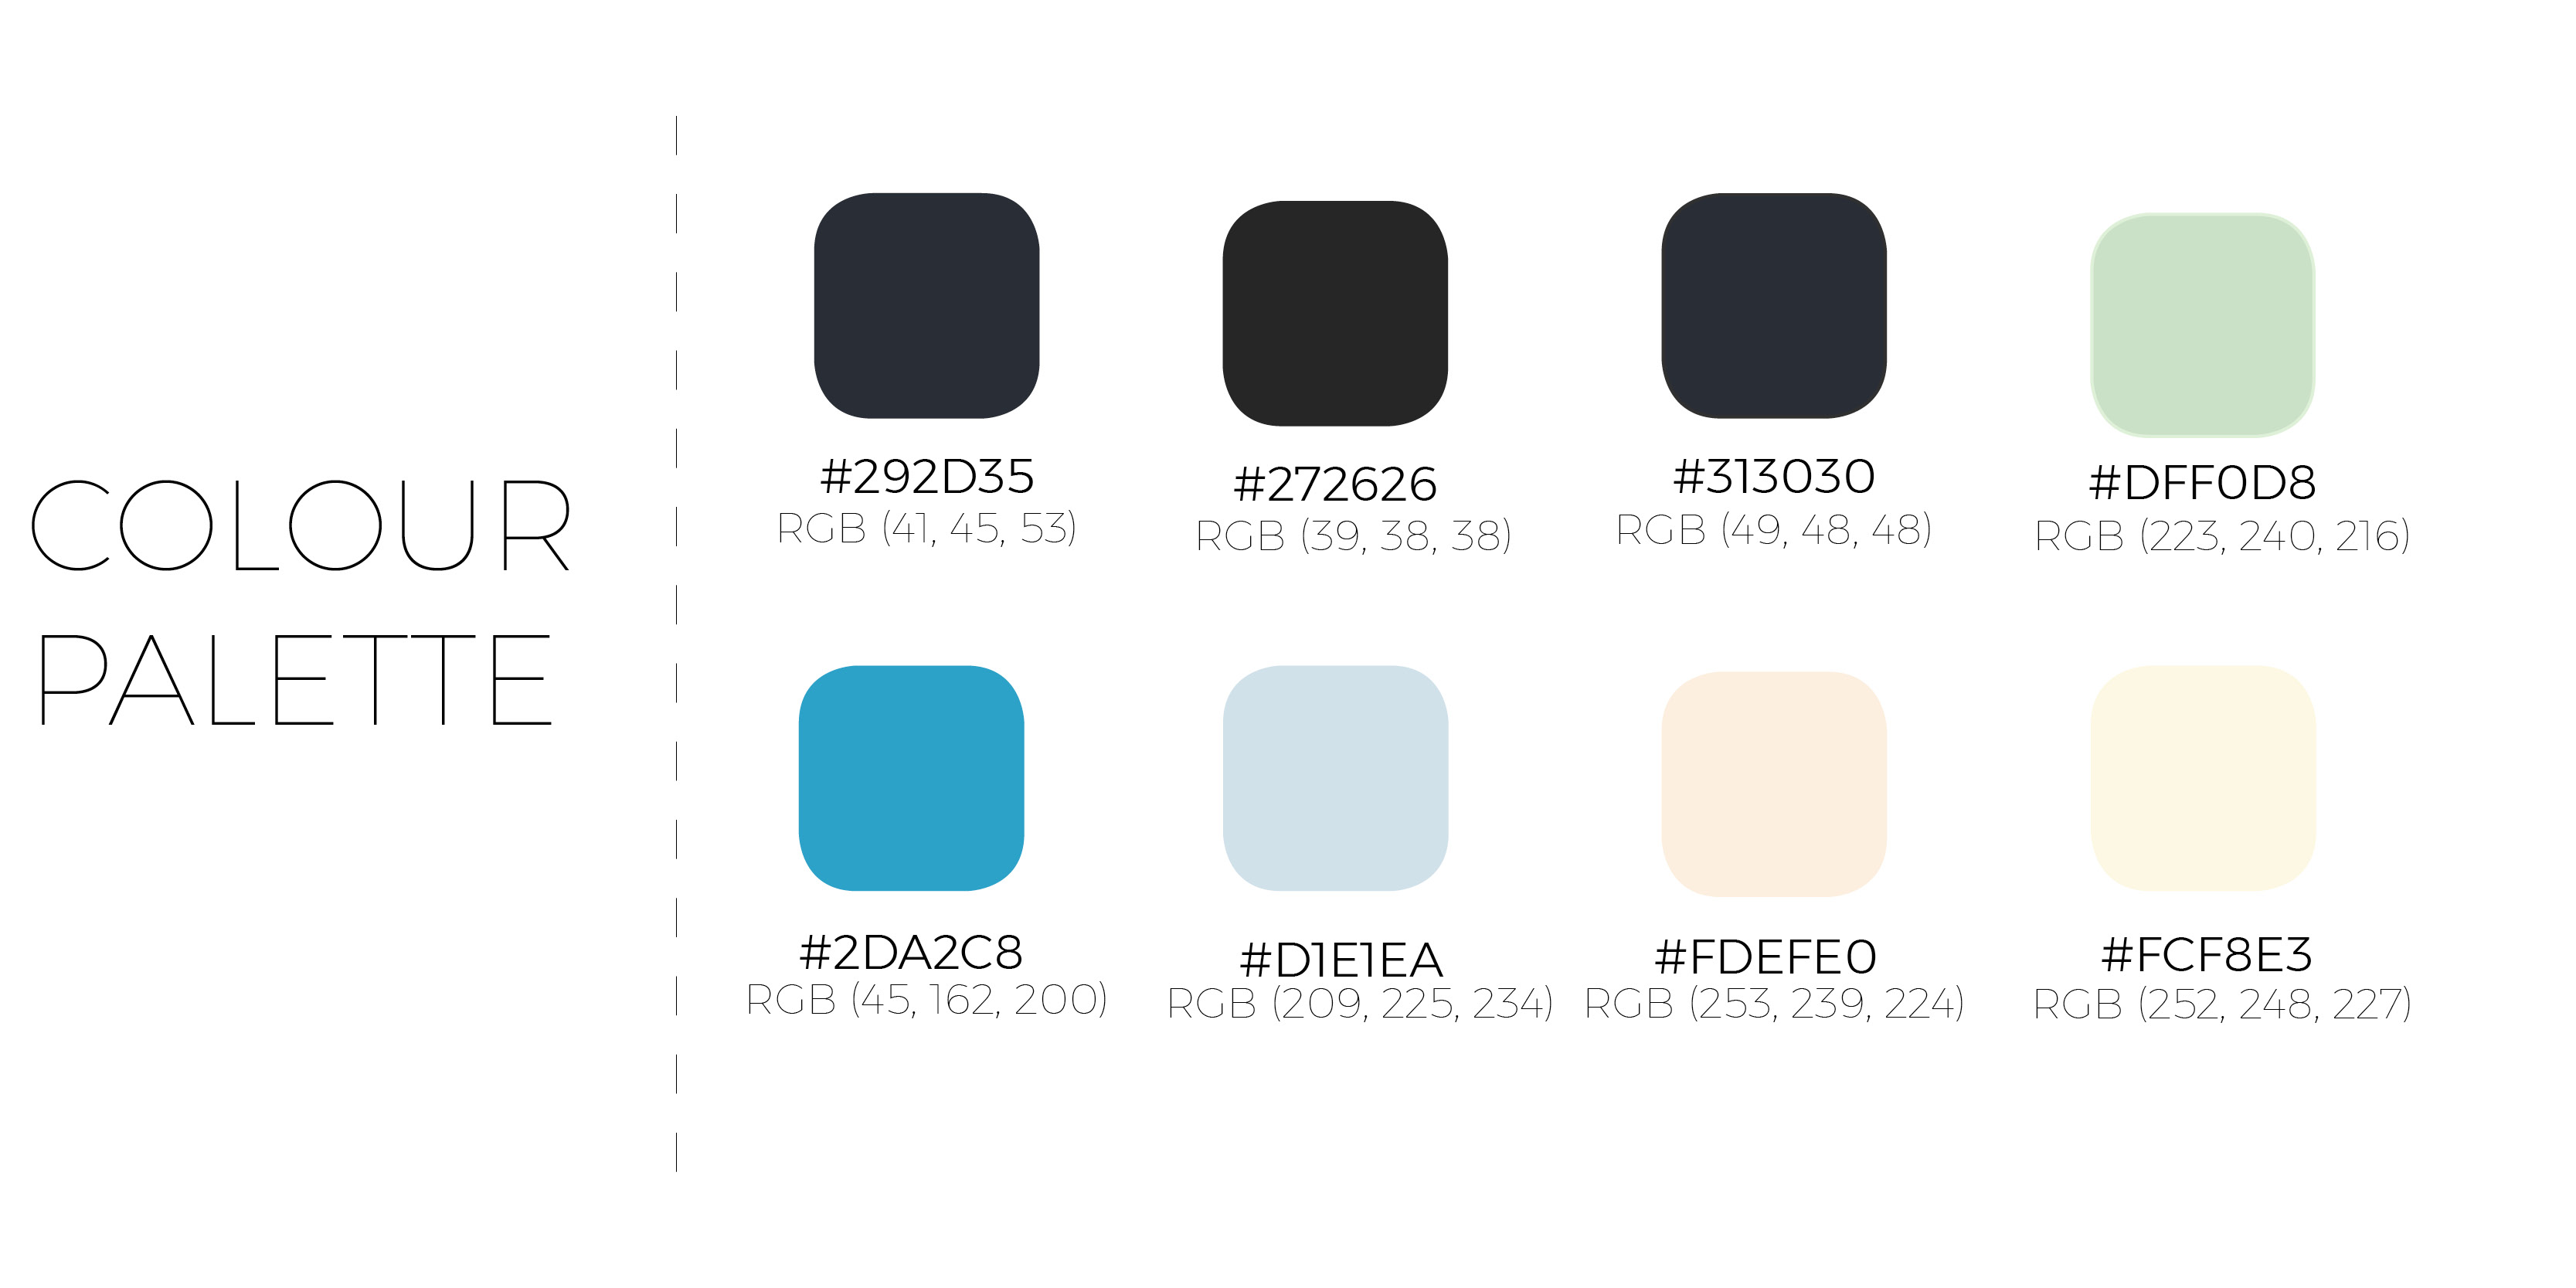 COLOUR
PALETTE
#292D35
RGB (41, 45, 53)
#272626
RGB (39, 38, 38)
#313030
RGB (49, 48, 48)
#DFF0D8
RGB (223, 240, 216)
#2DA2C8
RGB (45, 162, 200)
#D1E1EA
RGB (209, 225, 234)
#FDEFE0
RGB (253, 239, 224)
#FCF8E3
RGB (252, 248, 227)